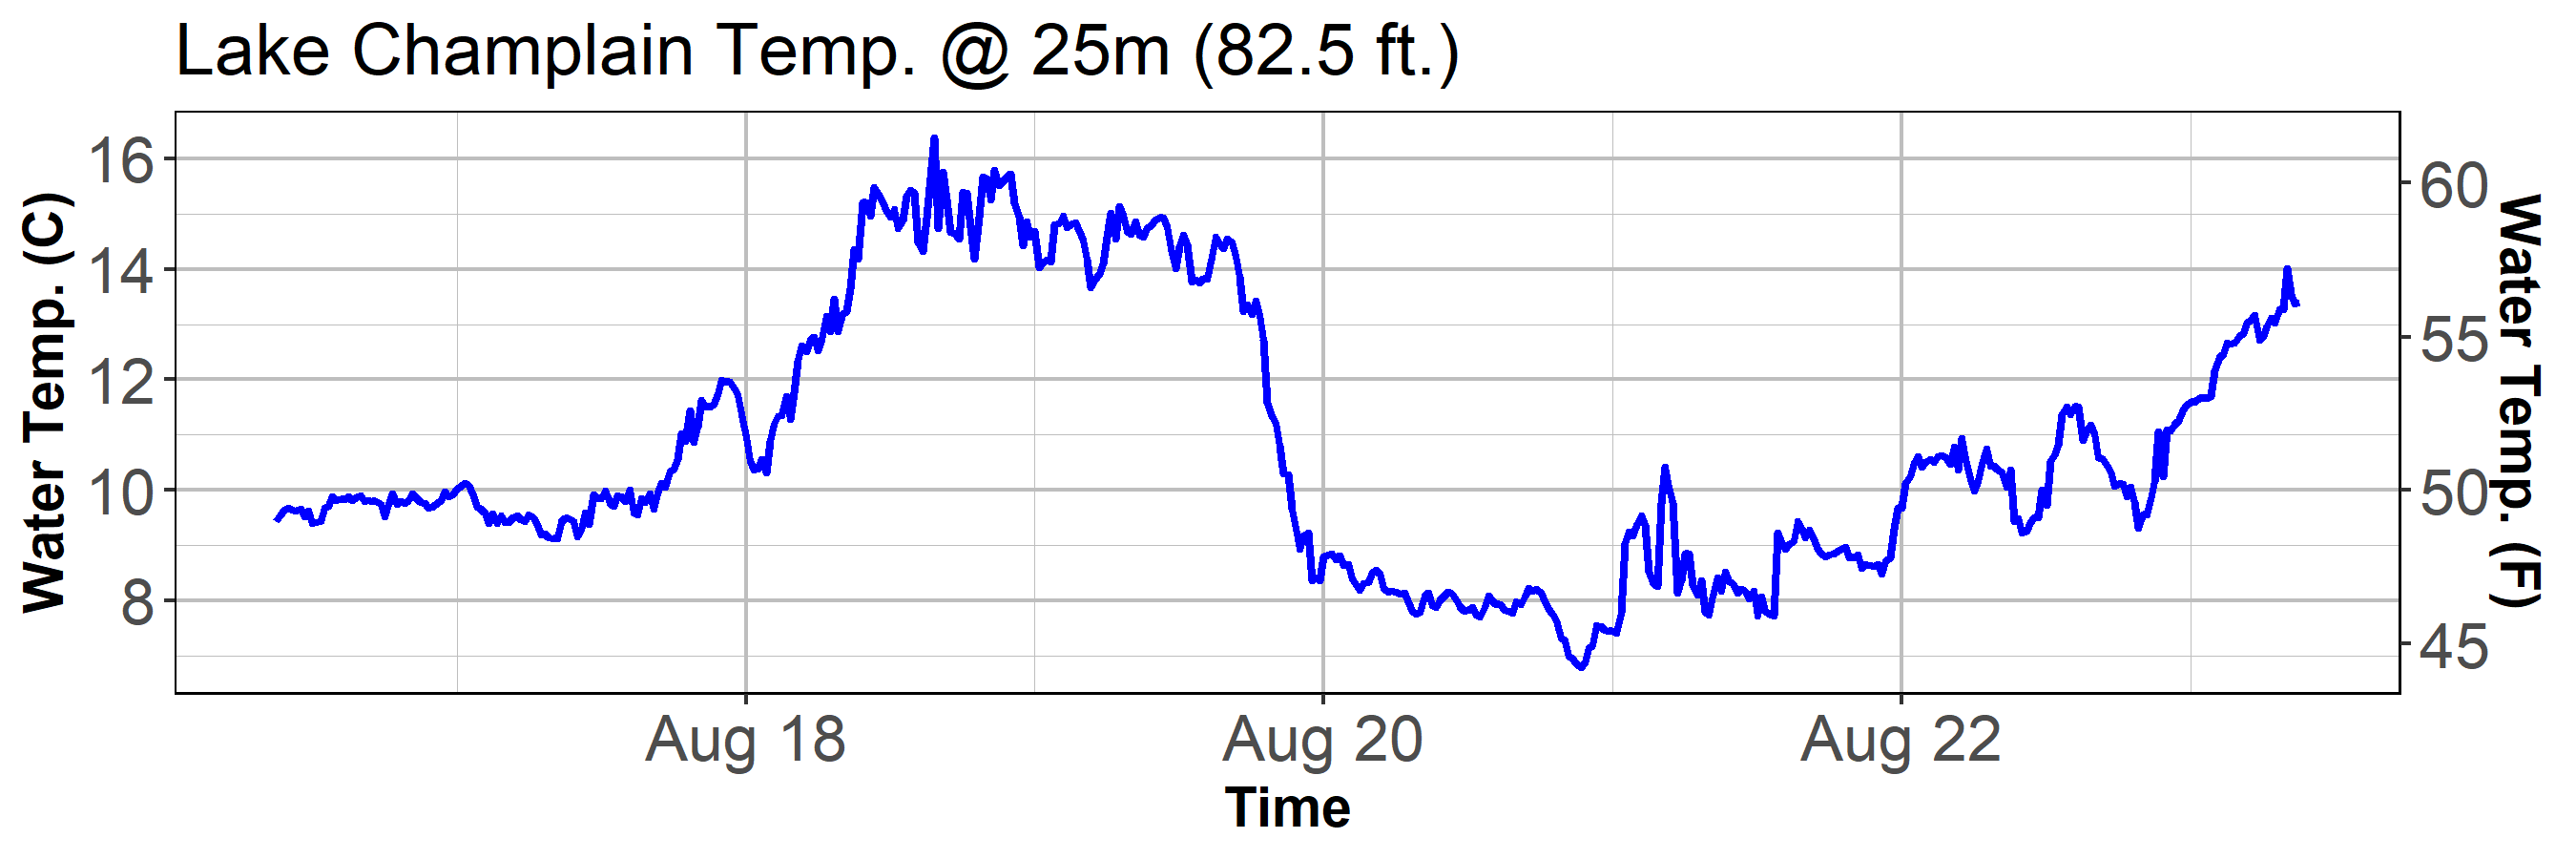 Lake Champlain Temp. @ 25m (82.5 ft.)
Water Temp. (C)
16
14
12
10
8
60
55
50
45
Water Temp. (F)
Aug 18 Aug 20 Aug 22
Time